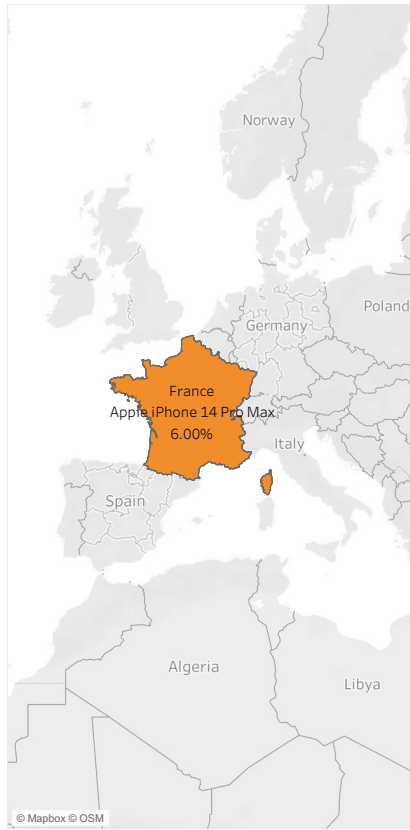 Norway
Poland
Germany
France
Apple iPhone 14 Pro Max
6.00%
Italy
Spain
Algeria
Libya
© Mapbox © OSM